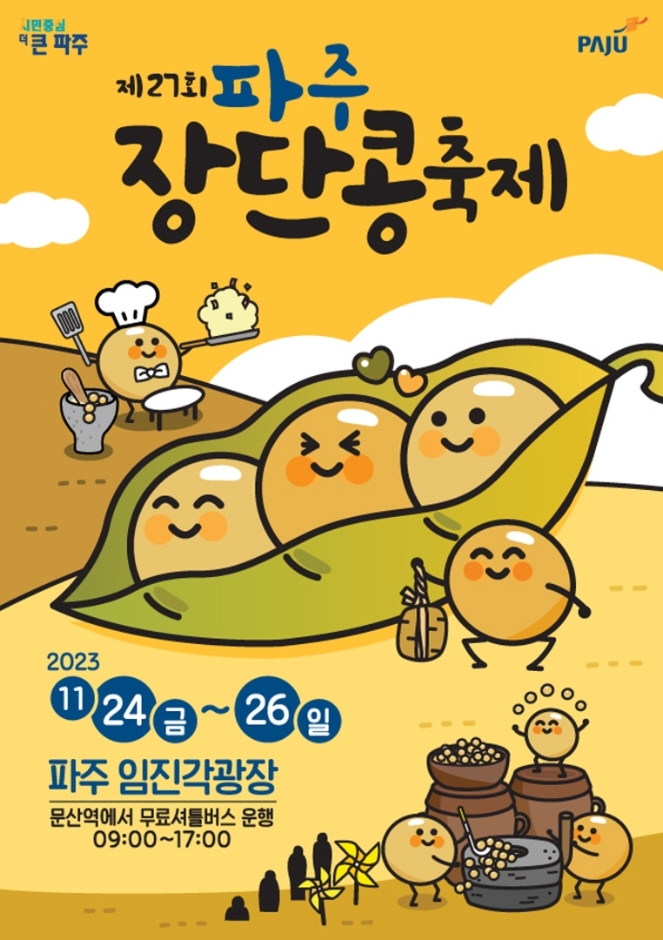 시민중심
더 큰 파주
PAJU
제27회 파주
장단콩축제
2023
11 24 금 ~ 26 일
파주 임진각광장
문산역에서 무료셔틀버스 운행
09:00~17:00